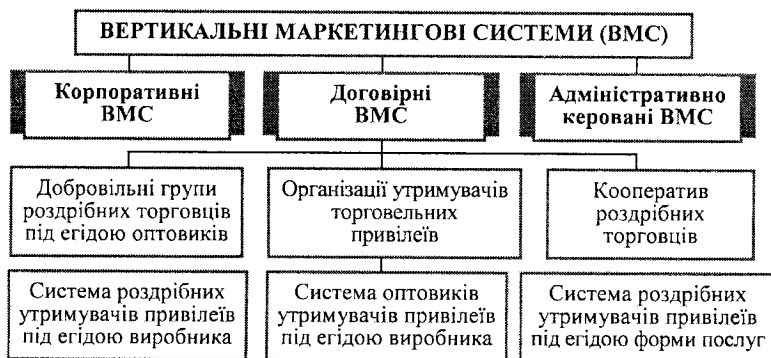 ВЕРТИКАЛЬНІ МАРКЕТИНГОВІ СИСТЕМИ (ВМС)
Корпоративні
ВМС
Договірні
ВМС
Адміністративно
керовані ВМС
Добровільні групи
роздрібних торговців
під егідою оптовиків
Організації утримувачів
торговельних
привілеїв
Кооператив
роздрібних
торговців
Система роздрібних
утримувачів привілеїв
під егідою виробника
Система оптовиків
утримувачів привілеїв
під егідою виробника
Система роздрібних
утримувачів привілеїв
під егідою форми послуг